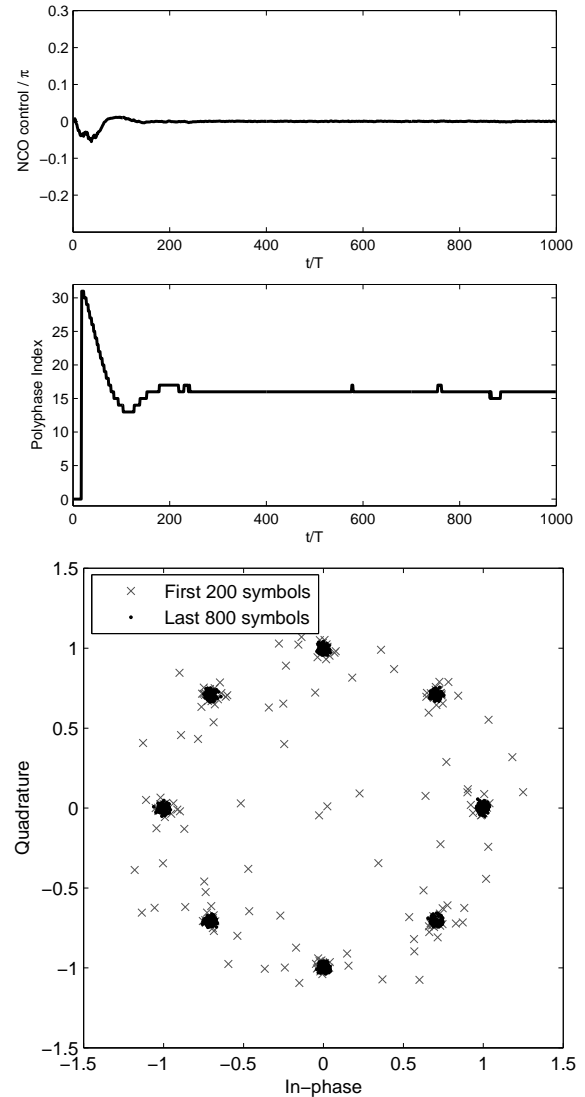 0.3
0.2
0.1
0
−0.1
−0.2
NCO control / π
0 200 400 600 800 1000
t/T
30
25
20
15
10
5
0
Polyphase Index
0 200 400 600 800 1000
t/T
1.5
1
0.5
0
−0.5
−1
−1.5
Quadrature
First 200 symbols
Last 800 symbols
−1.5 −1 −0.5 0 0.5 1 1.5
In−phase